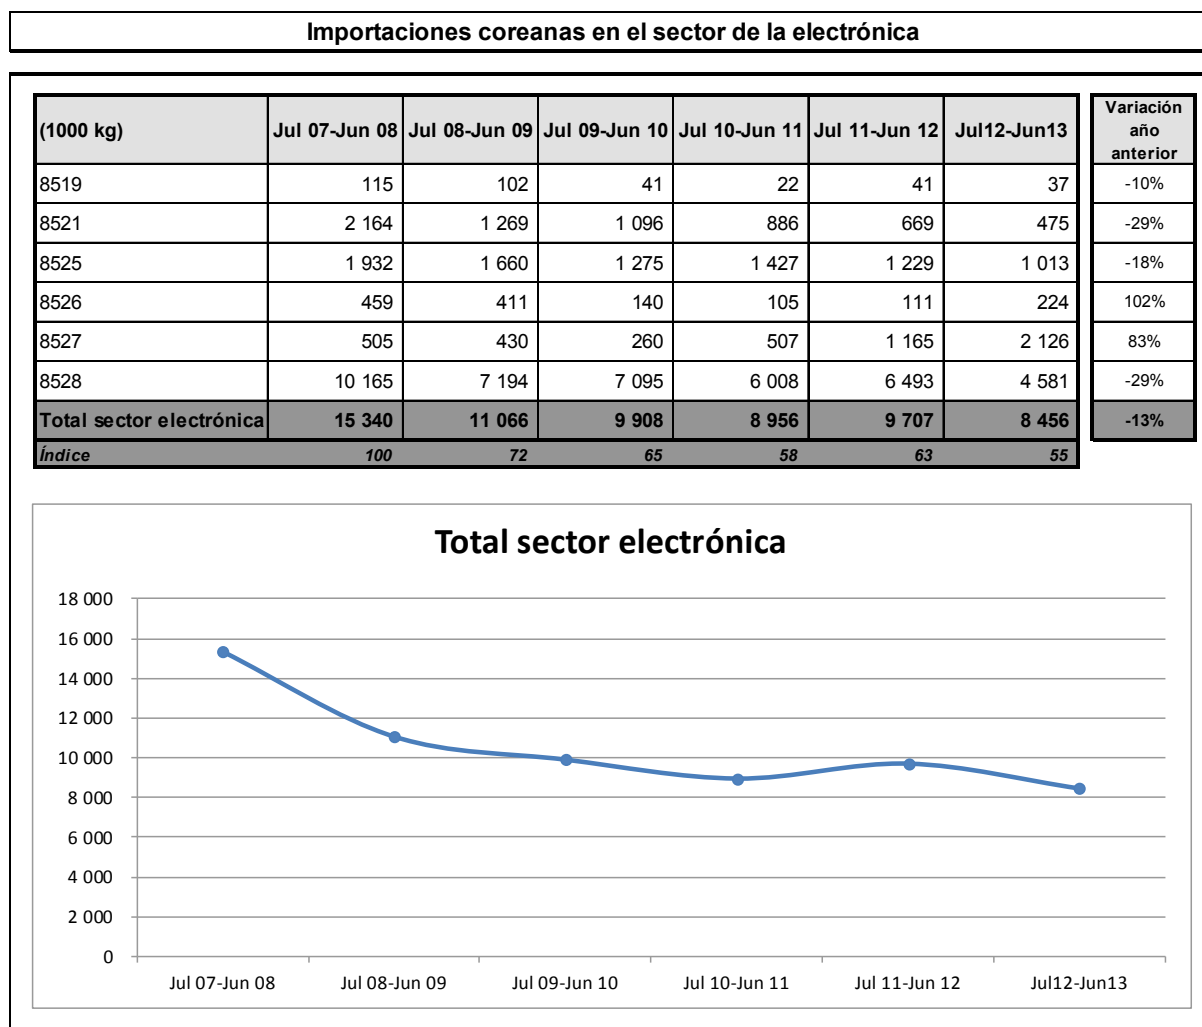 Importaciones coreanas en el sector de la electrónica
(1000 kg) Jul 07-Jun 08 Jul 08-Jun 09 Jul 09-Jun 10 Jul 10-Jun 11 Jul 11-Jun 12 Jul12-Jun13 Variación año anterior
8519 115 102 41 22 41 37 -10%
8521 2 164 1 269 1 096 886 669 475 -29%
8525 1 932 1 660 1 275 1 427 1 229 1 013 -18%
8526 459 411 140 105 111 224 102%
8527 505 430 260 507 1 165 2 126 83%
8528 10 165 7 194 7 095 6 008 6 493 4 581 -29%
Total sector electrónica 15 340 11 066 9 908 8 956 9 707 8 456 -13%
Índice 100 72 65 58 63 55
Total sector electrónica
18 000
16 000
14 000
12 000
10 000
8 000
6 000
4 000
2 000
0
Jul 07-Jun 08 Jul 08-Jun 09 Jul 09-Jun 10 Jul 10-Jun 11 Jul 11-Jun 12 Jul12-Jun13